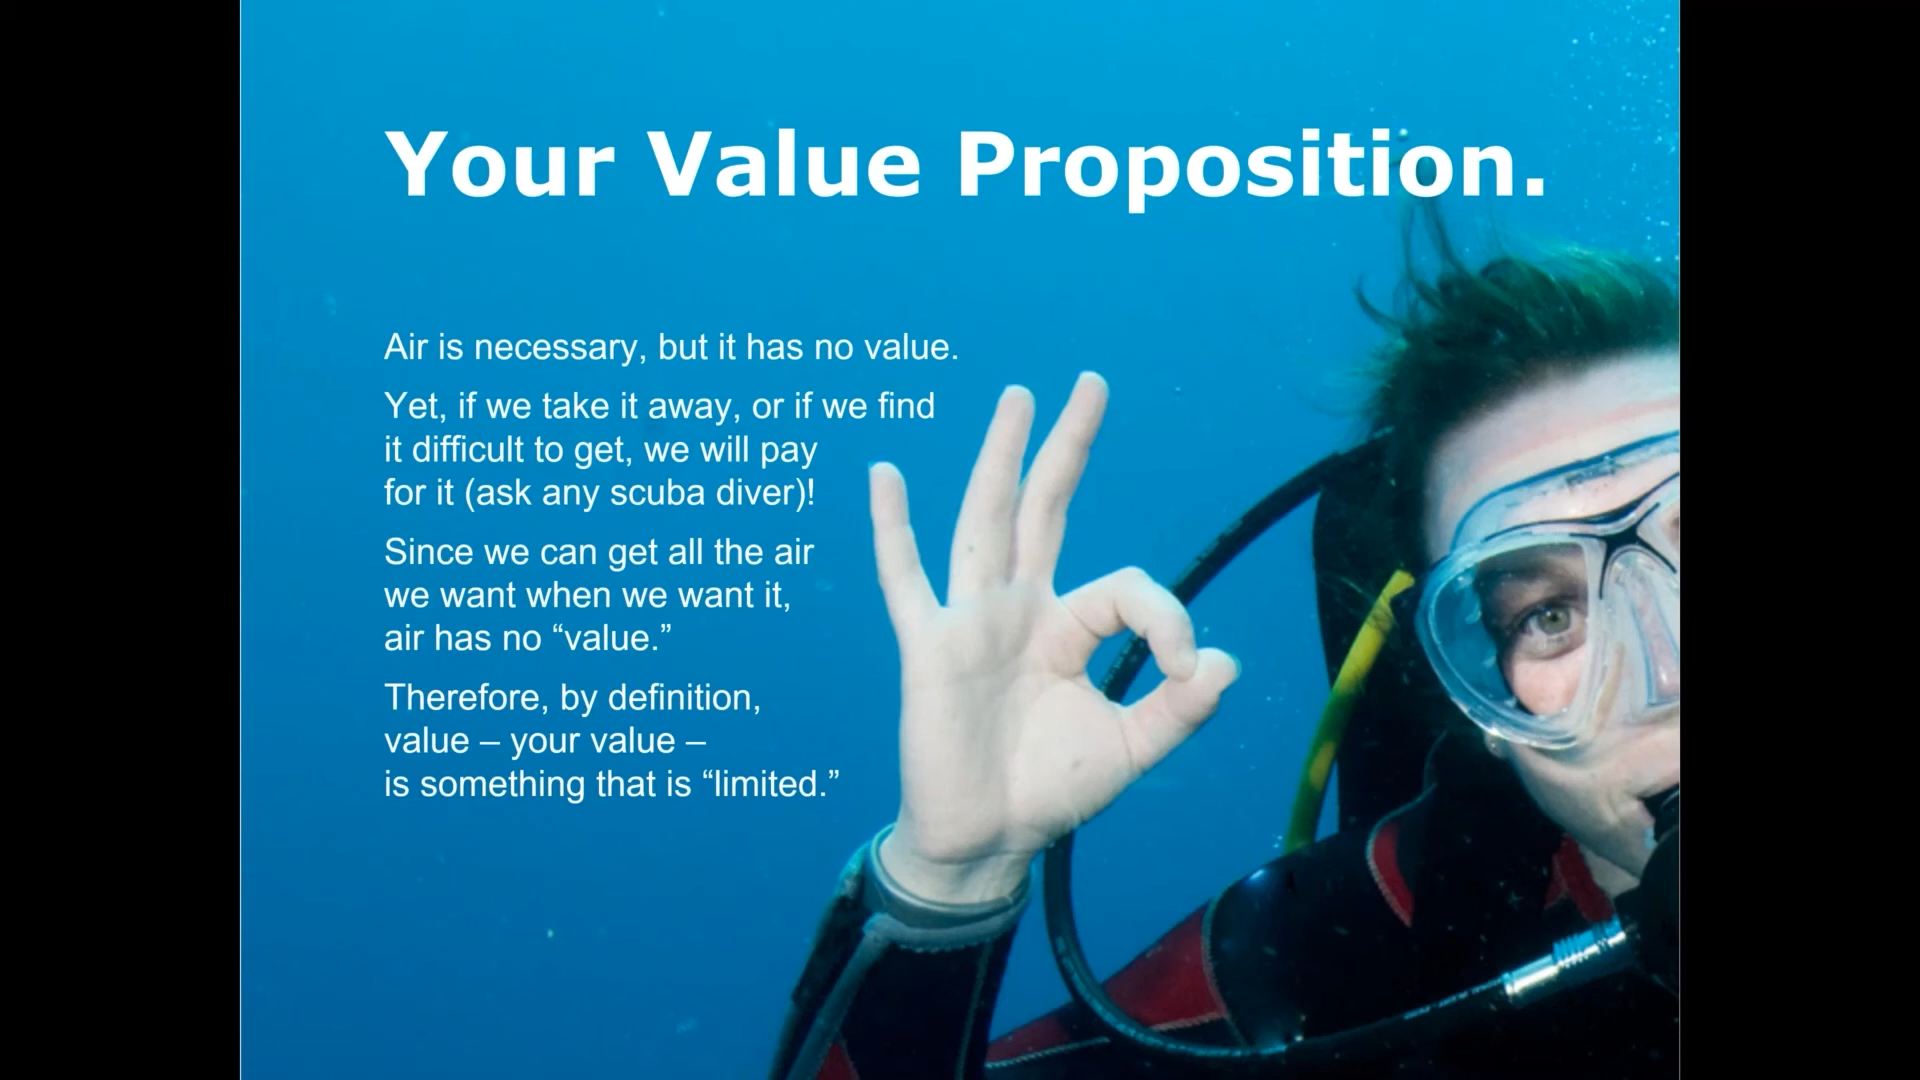 Your Value Proposition.
Air is necessary, but it has no value.
Yet, if we take it away, or if we find
it difficult to get, we will pay
for it (ask any scuba diver)!
Since we can get all the air
we want when we want it,
air has no “value.”
Therefore, by definition,
value – your value –
is something that is “limited.”